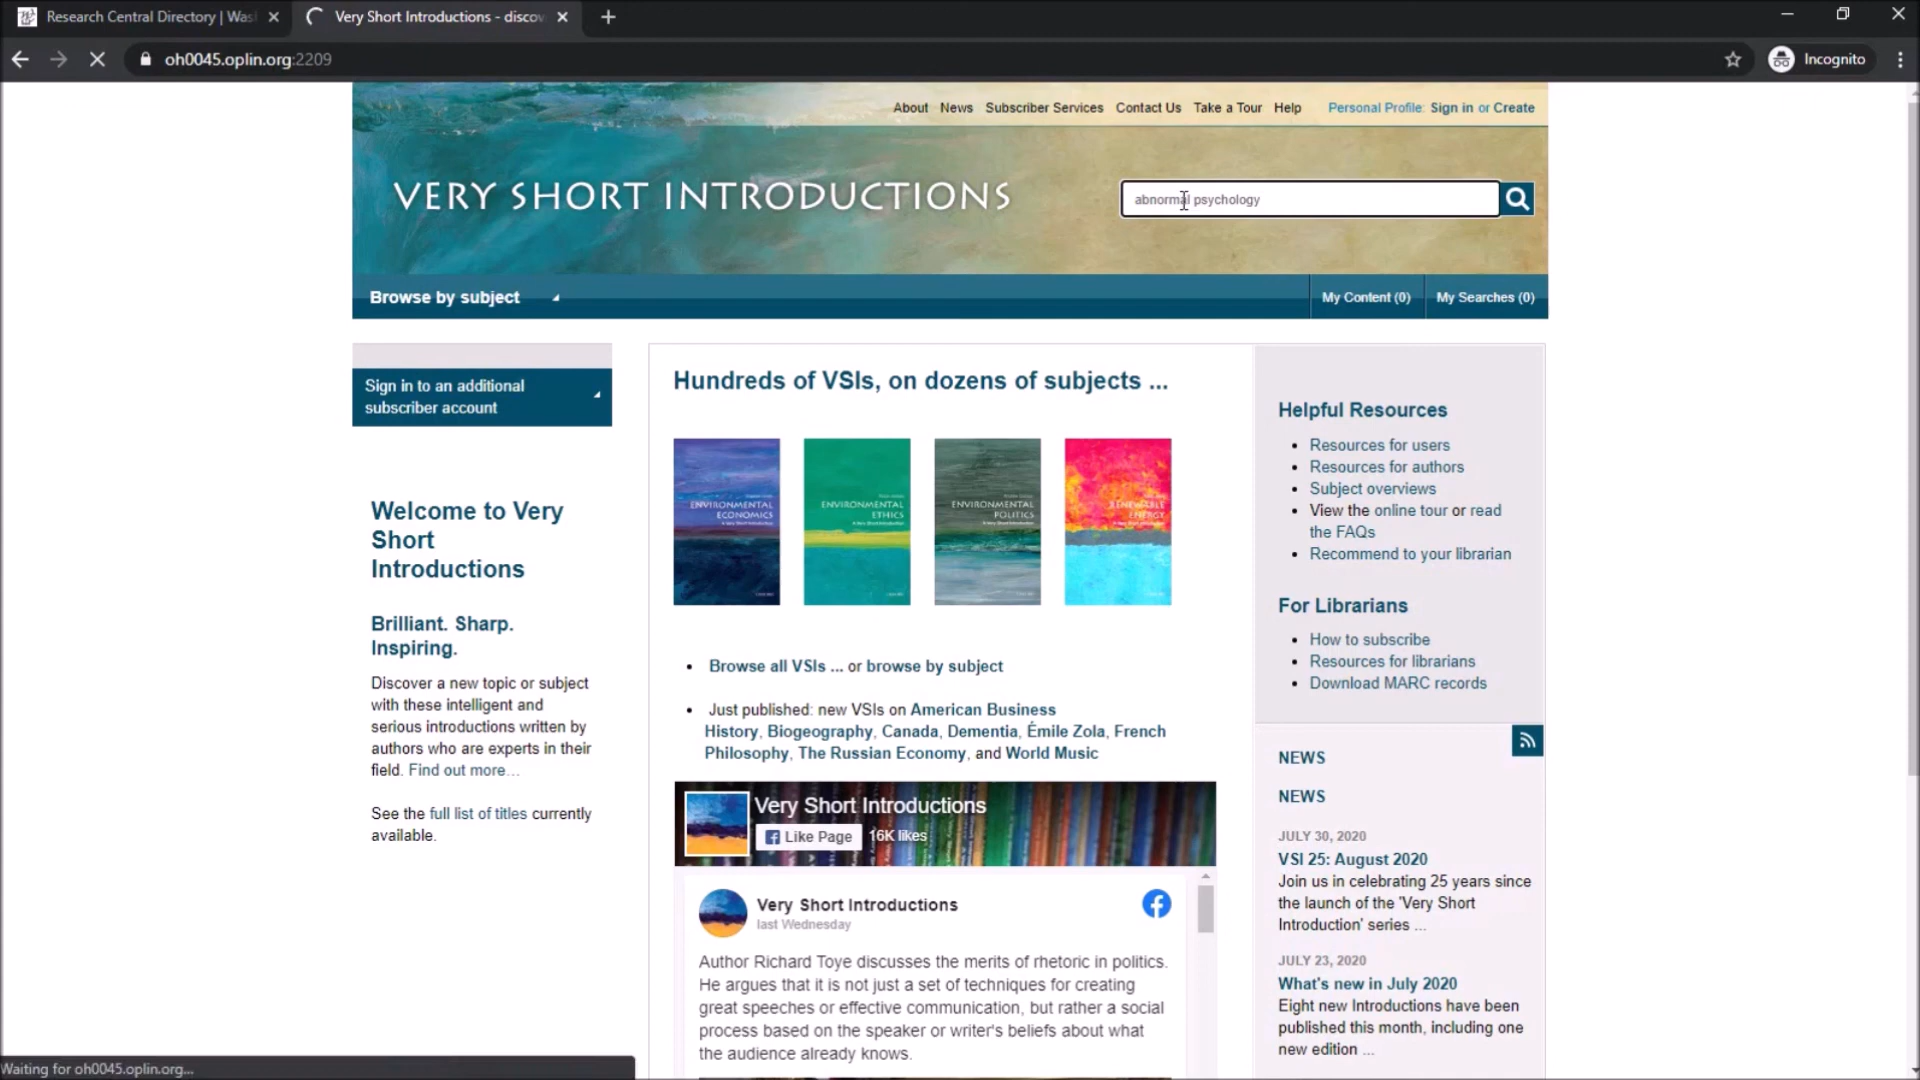 Research Central Directory | Was
Very Short Introductions - discov
oh0045.oplin.org:2209
Incognito
About News Subscriber Services Contact Us Take a Tour Help Personal Profile: Sign in or Create
VERY SHORT INTRODUCTIONS
abnormal psychology
Browse by subject
My Content (0) My Searches (0)
Sign in to an additional
subscriber account
Welcome to Very
Short
Introductions
Brilliant. Sharp.
Inspiring.
Discover a new topic or subject
with these intelligent and
serious introductions written by
authors who are experts in their
field. Find out more...
See the full list of titles currently
available.
Hundreds of VSIs, on dozens of subjects ...
ENVIRONMENTAL
ECONOMICS
A Very Short Introduction
ENVIRONMENTAL
ETHICS
A Very Short Introduction
ENVIRONMENTAL
POLITICS
A Very Short Introduction
RENEWABLE
ENERGY
A Very Short Introduction
Browse all VSIs ... or browse by subject
Just published: new VSIs on American Business
History, Biogeography, Canada, Dementia, Émile Zola, French
Philosophy, The Russian Economy, and World Music
Very Short Introductions
Like Page 16K likes
Very Short Introductions
last Wednesday
Author Richard Toye discusses the merits of rhetoric in politics.
He argues that it is not just a set of techniques for creating
great speeches or effective communication, but rather a social
process based on the speaker or writer's beliefs about what
the audience already knows.
Helpful Resources
Resources for users
Resources for authors
Subject overviews
View the online tour or read
the FAQs
Recommend to your librarian
For Librarians
How to subscribe
Resources for librarians
Download MARC records
NEWS
NEWS
JULY 30, 2020
VSI 25: August 2020
Join us in celebrating 25 years since
the launch of the 'Very Short
Introduction' series ...
JULY 23, 2020
What's new in July 2020
Eight new Introductions have been
published this month, including one
new edition ...
Waiting for oh0045.oplin.org...